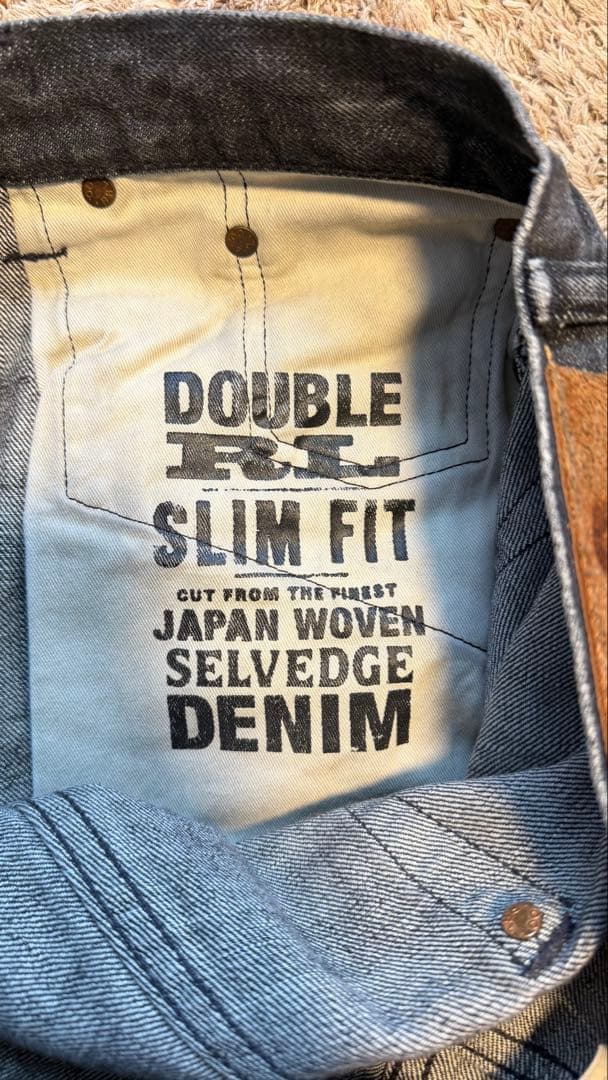 DOUBLE
RL
SLIM FIT
CUT FROM THE FINEST
JAPAN WOVEN
SELVEDGE
DENIM